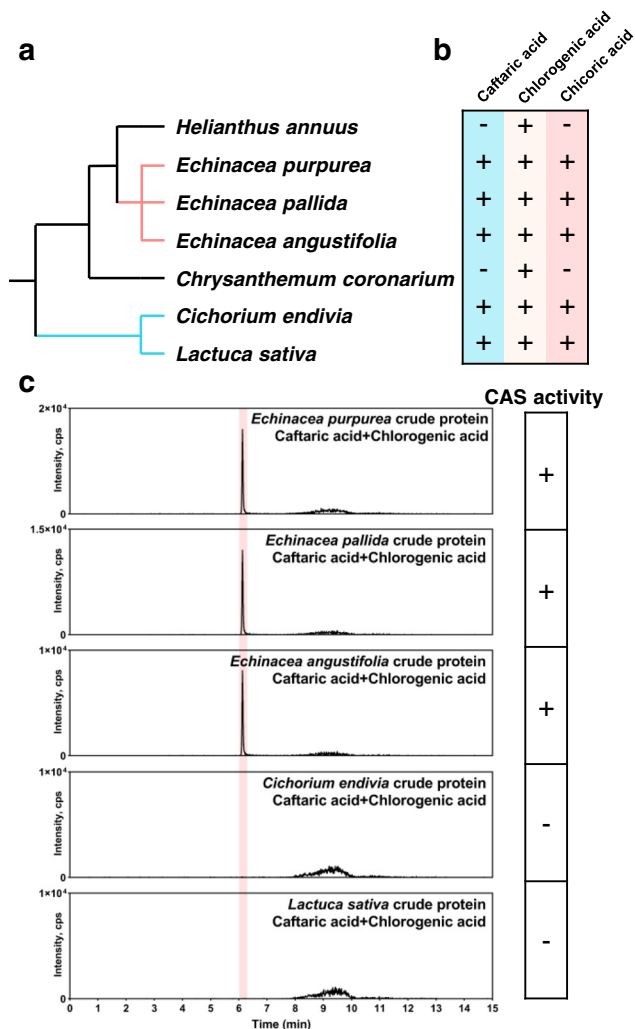 a
b
Caftaric acid
Chlorogenic acid
Chicoric acid
Helianthus annuus - + -
Echinacea purpurea + + +
Echinacea pallida + + +
Echinacea angustifolia + + +
Chrysanthemum coronarium - + -
Cichorium endivia + + +
Lactuca sativa + + +
c
CAS activity
2×10⁴
Echinacea purpurea crude protein
Caftaric acid+Chlorogenic acid
Intensity, cps
0
+
1.5×10⁴
Echinacea pallida crude protein
Caftaric acid+Chlorogenic acid
Intensity, cps
0
+
1×10⁴
Echinacea angustifolia crude protein
Caftaric acid+Chlorogenic acid
Intensity, cps
0
+
1×10⁴
Cichorium endivia crude protein
Caftaric acid+Chlorogenic acid
Intensity, cps
0
-
1×10⁴
Lactuca sativa crude protein
Caftaric acid+Chlorogenic acid
Intensity, cps
0
-
0 1 2 3 4 5 6 7 8 9 10 11 12 13 14 15
Time (min)